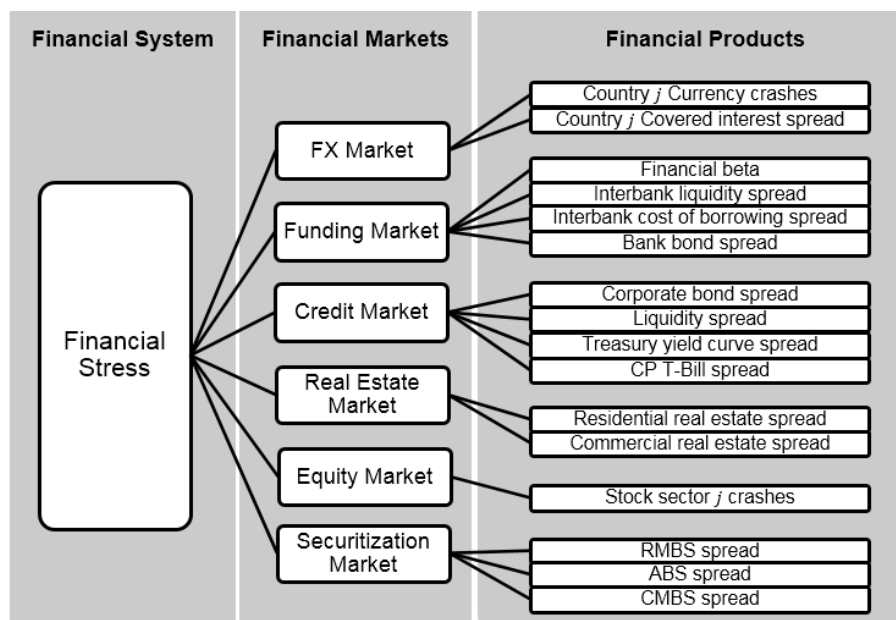 Financial System
Financial Markets
Financial Products
Financial
Stress
FX Market
Funding Market
Credit Market
Real Estate
Market
Equity Market
Securitization
Market
Country j Currency crashes
Country j Covered interest spread
Financial beta
Interbank liquidity spread
Interbank cost of borrowing spread
Bank bond spread
Corporate bond spread
Liquidity spread
Treasury yield curve spread
CP T-Bill spread
Residential real estate spread
Commercial real estate spread
Stock sector j crashes
RMBS spread
ABS spread
CMBS spread